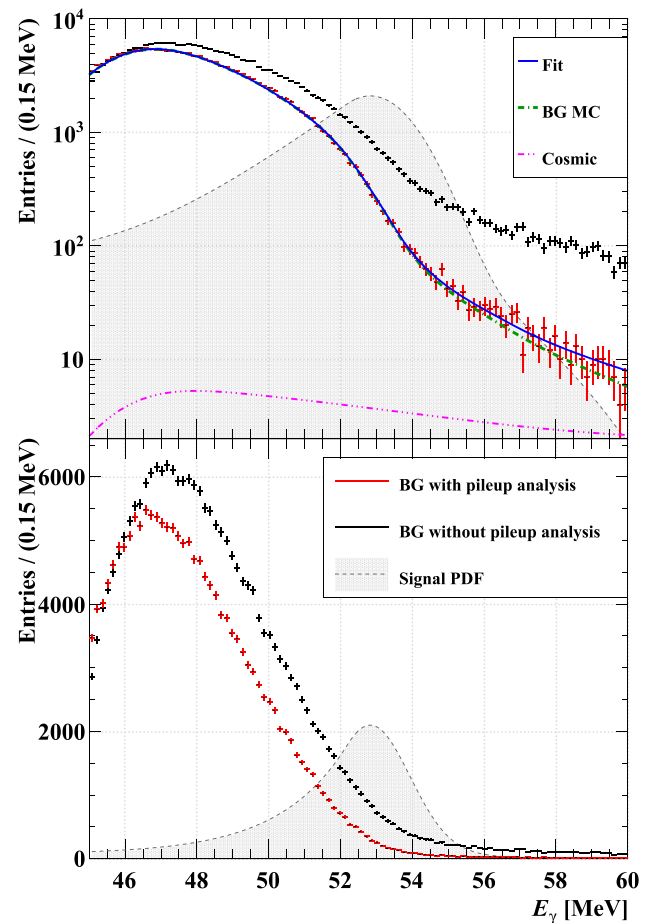 10⁴
Entries / (0.15 MeV)
Fit
BG MC
Cosmic
10³
10²
10
Entries / (0.15 MeV)
6000
BG with pileup analysis
BG without pileup analysis
Signal PDF
4000
2000
0
46 48 50 52 54 56 58 60
E_γ [MeV]